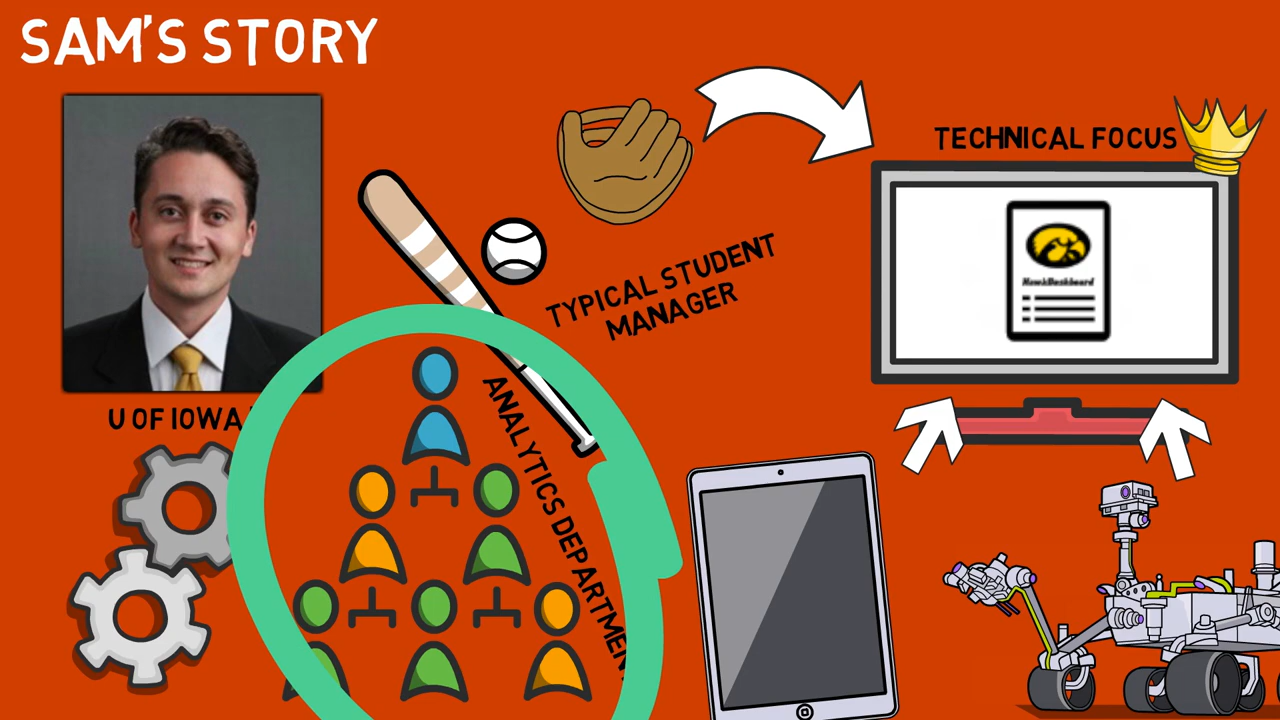 SAM'S STORY
TECHNICAL FOCUS
TYPICAL STUDENT
MANAGER
HawkDashboard
U OF IOWA
ANALYTICS DEPARTMENT